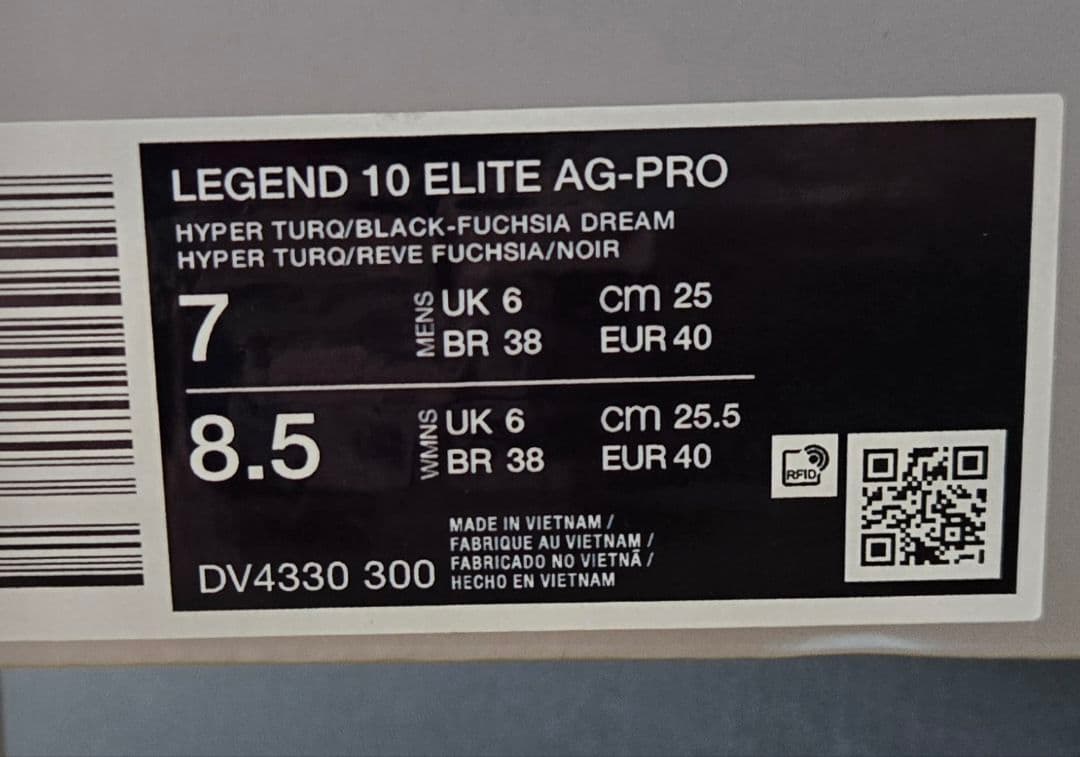 LEGEND 10 ELITE AG-PRO
HYPER TURQ/BLACK-FUCHSIA DREAM
HYPER TURQ/REVE FUCHSIA/NOIR
7 MENS UK 6 cm 25
BR 38 EUR 40
8.5 WMNS UK 6 cm 25.5
BR 38 EUR 40
RFID
MADE IN VIETNAM /
FABRIQUE AU VIETNAM /
FABRICADO NO VIETNÃ /
HECHO EN VIETNAM
DV4330 300